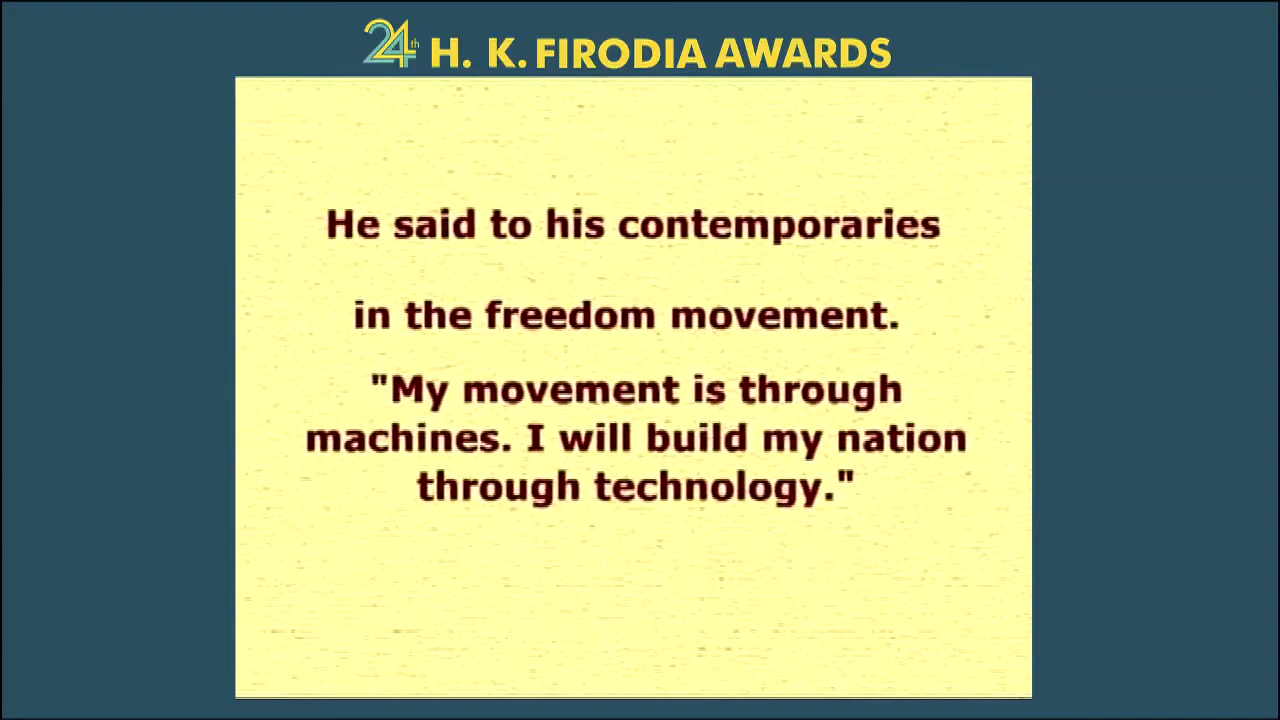 24th H. K. FIRODIA AWARDS
He said to his contemporaries
in the freedom movement.
"My movement is through
machines. I will build my nation
through technology."